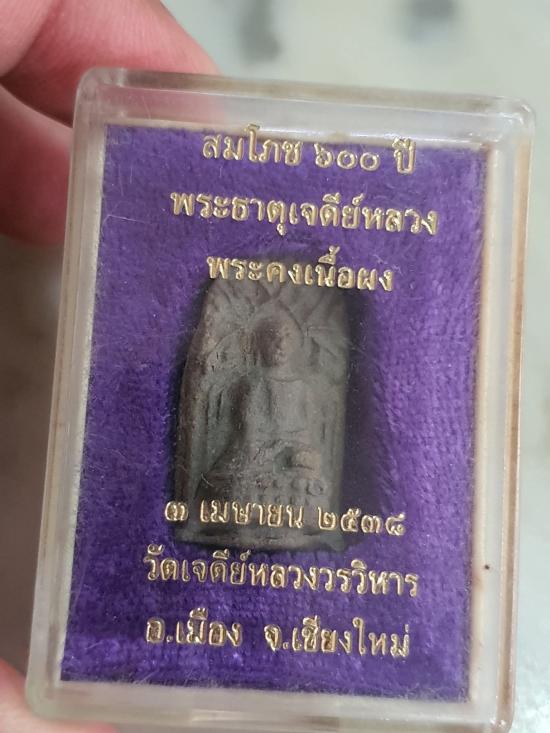 สมโภช ๖๐๐ ปี
พระธาตุเจดีย์หลวง
พระคงเนื้อผง
๓ เมษายน ๒๕๓๘
วัดเจดีย์หลวงวรวิหาร
อ.เมือง จ.เชียงใหม่